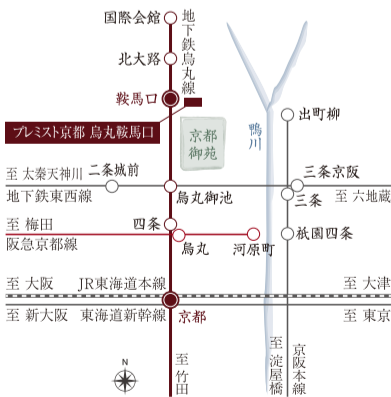 国際会館
地下鉄烏丸線
北大路
鞍馬口
プレミスト京都 烏丸鞍馬口
京都
御苑
鴨川
出町柳
至 太秦天神川
二条城前
三条京阪
地下鉄東西線
烏丸御池
三条
至 六地蔵
至 梅田
四条
阪急京都線
烏丸
河原町
祇園四条
至 大阪
JR東海道本線
至 大津
至 新大阪
東海道新幹線
京都
至 東京
N
至 竹田
至 淀屋橋
京阪本線